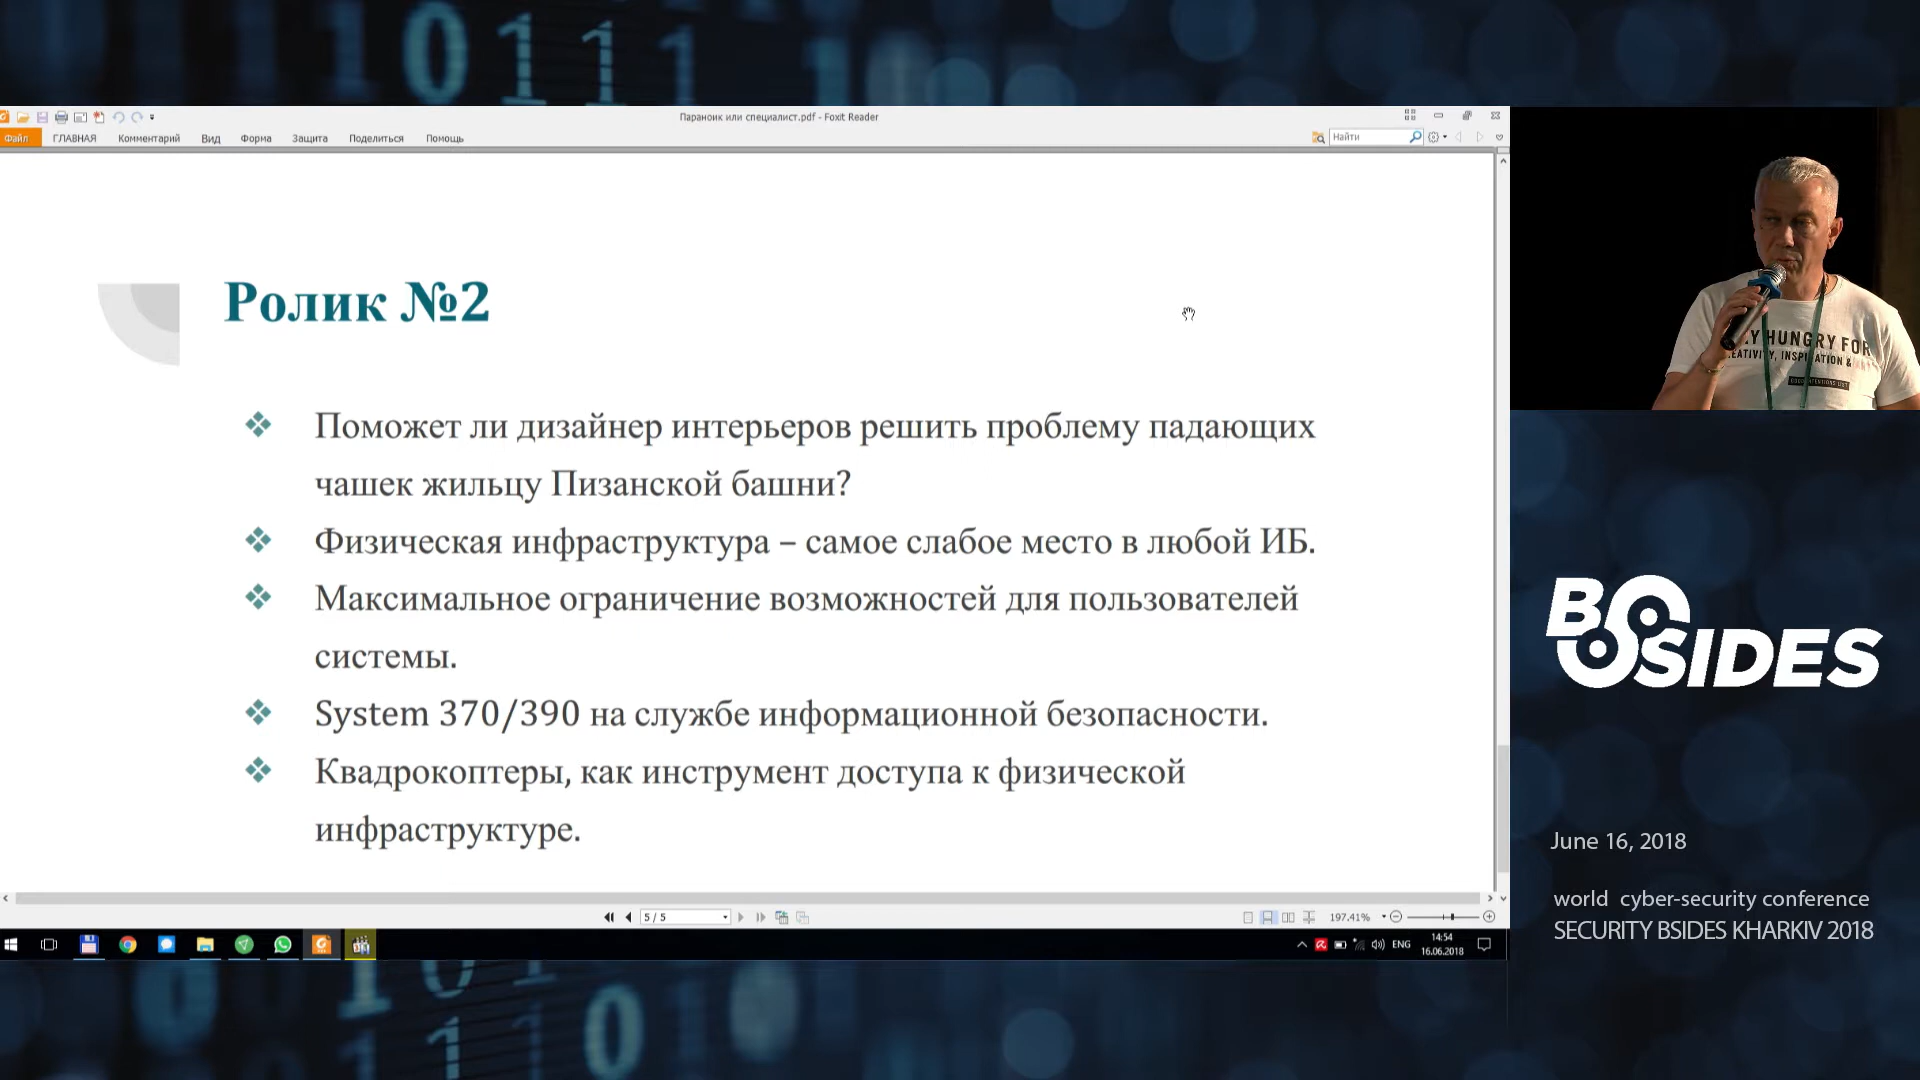 Параноик или специалист.pdf - Foxit Reader
Файл ГЛАВНАЯ Комментарий Вид Форма Защита Поделиться Помощь
Найти
Ролик №2
Поможет ли дизайнер интерьеров решить проблему падающих
чашек жильцу Пизанской башни?
Физическая инфраструктура – самое слабое место в любой ИБ.
Максимальное ограничение возможностей для пользователей
системы.
System 370/390 на службе информационной безопасности.
Квадрокоптеры, как инструмент доступа к физической
инфраструктуре.
5 / 5
197.41%
ENG
14:54
16.06.2018
Y HUNGRY FOR
EATIVITY, INSPIRATION &
BSIDES
June 16, 2018
world cyber-security conference
SECURITY BSIDES KHARKIV 2018